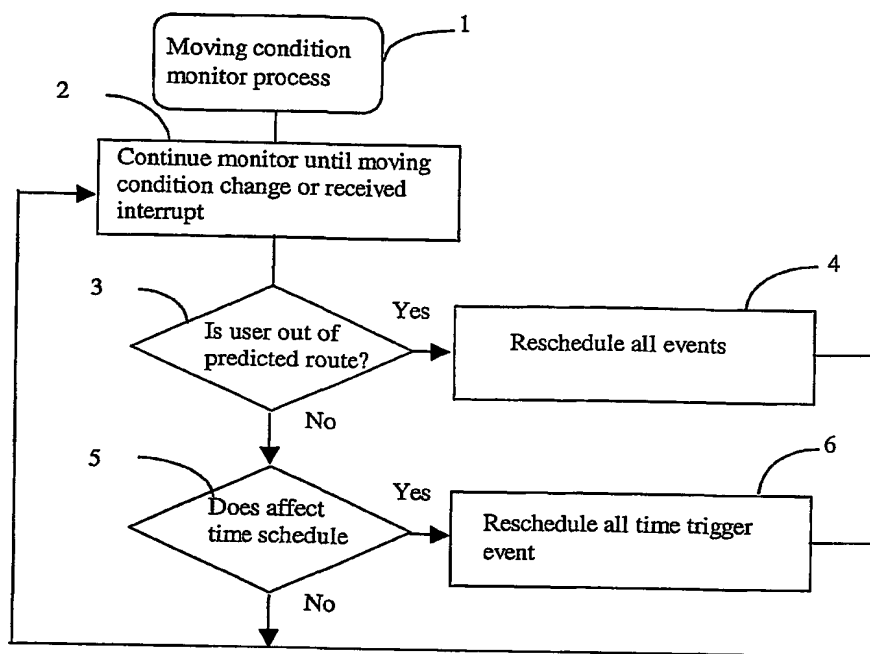 1
Moving condition
monitor process
2
Continue monitor until moving
condition change or received
interrupt
3
Is user out of
predicted route?
Yes
4
Reschedule all events
No
5
Does affect
time schedule
Yes
6
Reschedule all time trigger
event
No